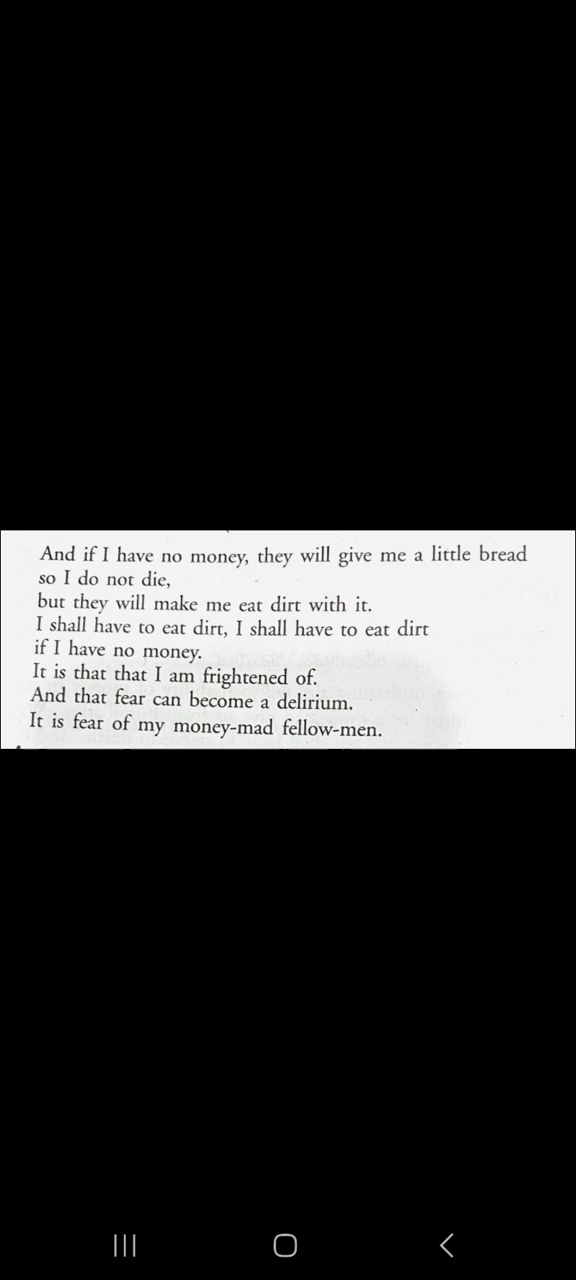 And if I have no money, they will give me a little bread
so I do not die,
but they will make me eat dirt with it.
I shall have to eat dirt, I shall have to eat dirt
if I have no money.
It is that that I am frightened of.
And that fear can become a delirium.
It is fear of my money-mad fellow-men.